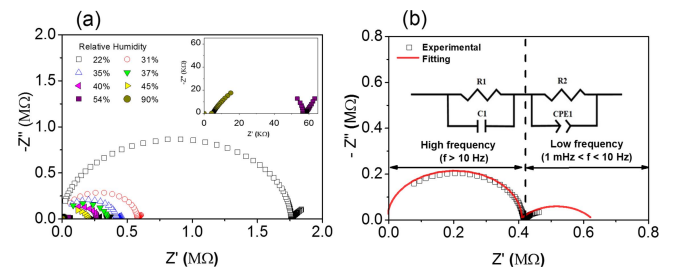 (a)
2.0
1.5
1.0
0.5
0.0
-Z'' (MΩ)
Relative Humidity
22% 31%
35% 37%
40% 45%
54% 90%
60
40
20
0
-Z'' (KΩ)
0 20 40 60
Z' (KΩ)
0.0 0.5 1.0 1.5 2.0
Z' (MΩ)
(b)
0.8
0.6
0.4
0.2
0.0
- Z'' (MΩ)
Experimental
Fitting
R1 R2
C1 CPE1
High frequency
(f > 10 Hz)
Low frequency
(1 mHz < f < 10 Hz)
0.0 0.2 0.4 0.6 0.8
Z' (MΩ)